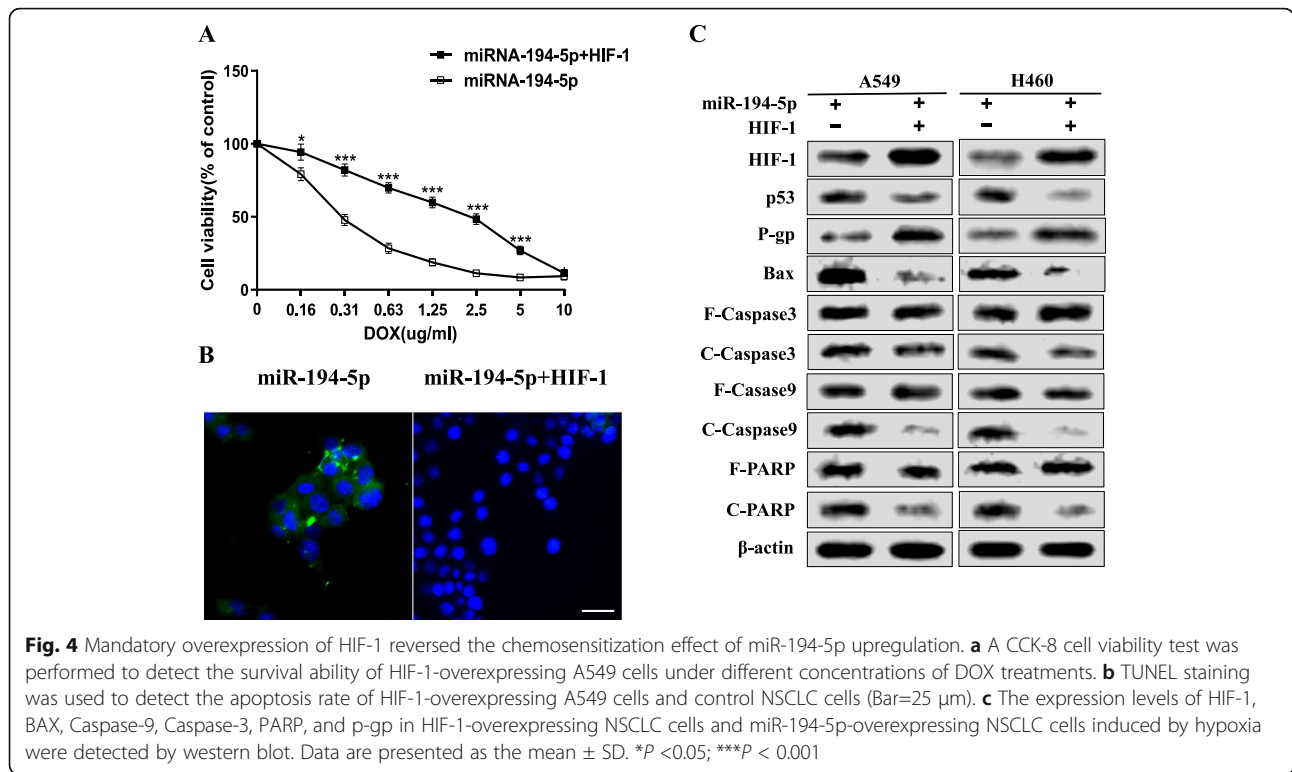 A
miRNA-194-5p+HIF-1
miRNA-194-5p
150
100
50
0
Cell viability(% of control)
* *** *** *** *** ***
0 0.16 0.31 0.63 1.25 2.5 5 10
DOX(ug/ml)
B
miR-194-5p miR-194-5p+HIF-1
C
A549 H460
miR-194-5p + + + +
HIF-1 - + - +
HIF-1
p53
P-gp
Bax
F-Caspase3
C-Caspase3
F-Casase9
C-Caspase9
F-PARP
C-PARP
β-actin
Fig. 4 Mandatory overexpression of HIF-1 reversed the chemosensitization effect of miR-194-5p upregulation. a A CCK-8 cell viability test was
performed to detect the survival ability of HIF-1-overexpressing A549 cells under different concentrations of DOX treatments. b TUNEL staining
was used to detect the apoptosis rate of HIF-1-overexpressing A549 cells and control NSCLC cells (Bar=25 μm). c The expression levels of HIF-1,
BAX, Caspase-9, Caspase-3, PARP, and p-gp in HIF-1-overexpressing NSCLC cells and miR-194-5p-overexpressing NSCLC cells induced by hypoxia
were detected by western blot. Data are presented as the mean ± SD. *P <0.05; ***P < 0.001